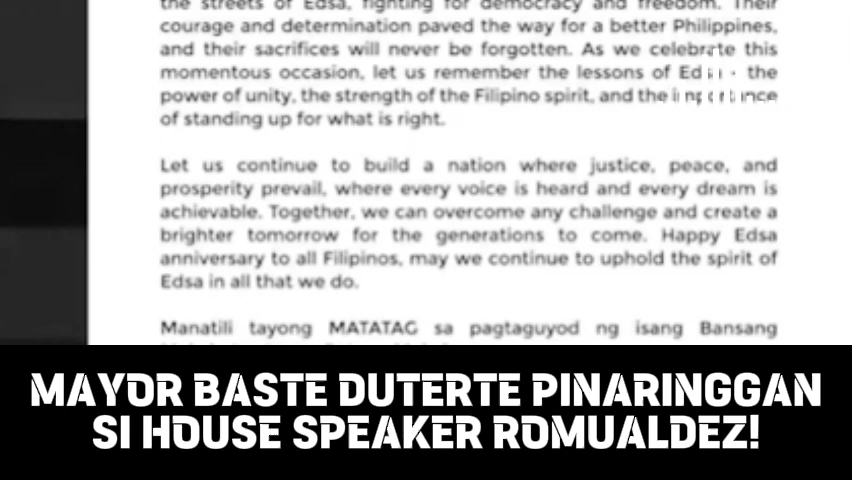 the streets of Edsa, fighting for democracy and freedom. Their
courage and determination paved the way for a better Philippines,
and their sacrifices will never be forgotten. As we celebrate this
momentous occasion, let us remember the lessons of Edsa - the
power of unity, the strength of the Filipino spirit, and the importance
of standing up for what is right.
Let us continue to build a nation where justice, peace, and
prosperity prevail, where every voice is heard and every dream is
achievable. Together, we can overcome any challenge and create a
brighter tomorrow for the generations to come. Happy Edsa
anniversary to all Filipinos, may we continue to uphold the spirit of
Edsa in all that we do.
Manatili tayong MATATAG sa pagtaguyod ng isang Bansang
MAYOR BASTE DUTERTE PINARINGGAN
SI HOUSE SPEAKER ROMUALDEZ!